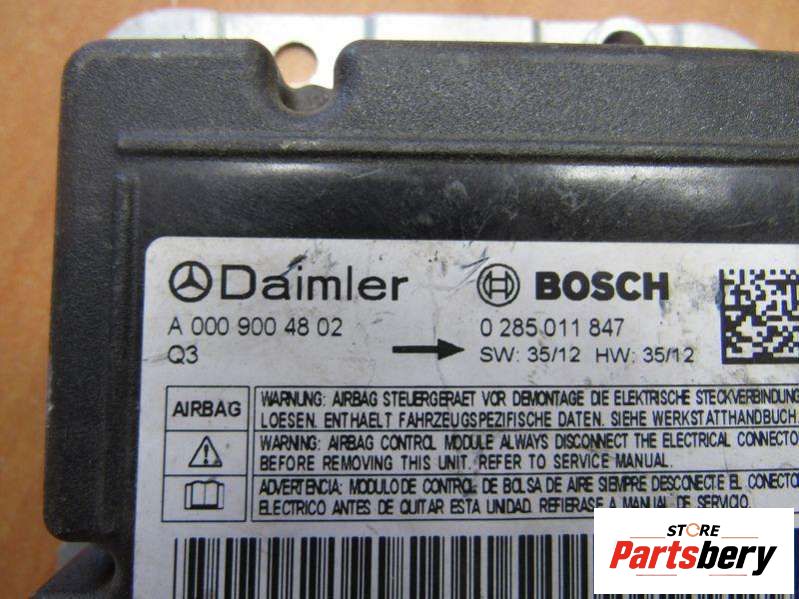 Daimler
BOSCH
A 000 900 48 02
0 285 011 847
Q3
SW: 35/12 HW: 35/12
AIRBAG
WARNUNG: AIRBAG STEUERGERAET VOR DEMONTAGE DIE ELEKTRISCHE STECKVERBINDUNG
LOESEN. ENTHAELT FAHRZEUGSPEZIFISCHE DATEN. SIEHE WERKSTATTHANDBUCH.
WARNING: AIRBAG CONTROL MODULE ALWAYS DISCONNECT THE ELECTRICAL CONNECTO
BEFORE REMOVING THIS UNIT. REFER TO SERVICE MANUAL.
ADVERTENCIA: MODULO DE CONTROL DE BOLSA DE AIRE SIEMPRE DESCONECTE EL CONECTO
ELECTRICO ANTES DE QUITAR ESTA UNIDAD. REFIERASE A MANUAL DE SERVICIO.
STORE
Partsbery